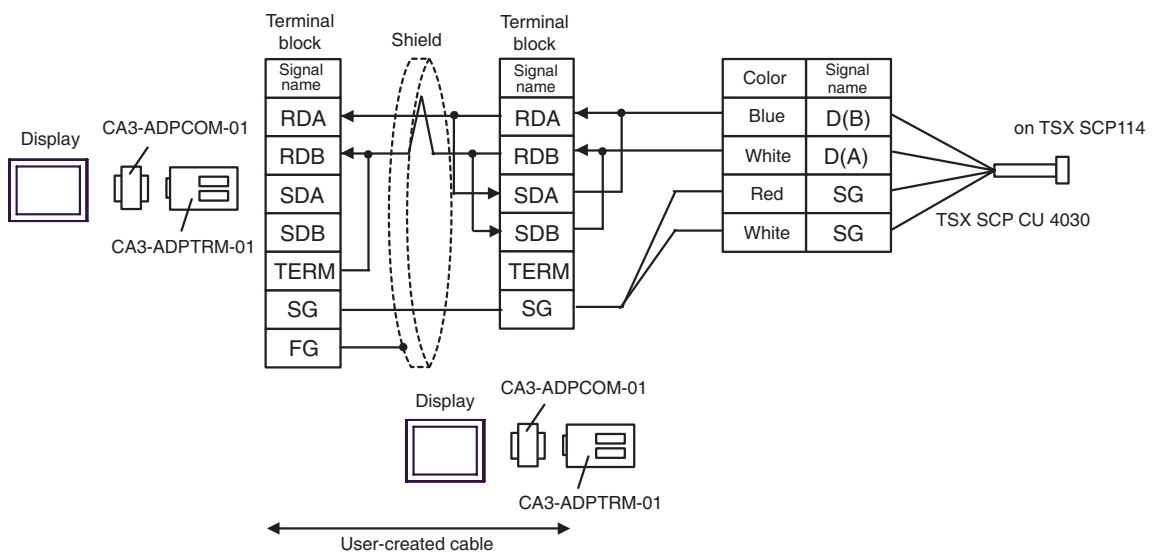 Terminal
block
Shield
Terminal
block
Signal
name
RDA
RDB
SDA
SDB
TERM
SG
FG
Signal
name
RDA
RDB
SDA
SDB
TERM
SG
Color
Signal
name
Blue
D(B)
White
D(A)
Red
SG
White
SG
on TSX SCP114
TSX SCP CU 4030
Display
CA3-ADPCOM-01
CA3-ADPTRM-01
Display
CA3-ADPCOM-01
CA3-ADPTRM-01
User-created cable